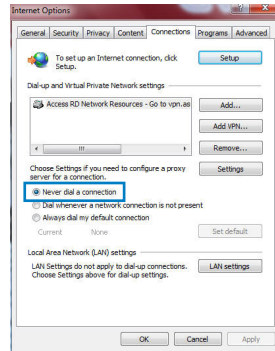 Internet Options
General Security Privacy Content Connections Programs Advanced
To set up an Internet connection, click
Setup.
Setup
Dial-up and Virtual Private Network settings
Access RD Network Resources - Go to vpn.as
Add...
Add VPN...
Remove...
Choose Settings if you need to configure a proxy
server for a connection.
Settings
Never dial a connection
Dial whenever a network connection is not present
Always dial my default connection
Current None
Set default
Local Area Network (LAN) settings
LAN Settings do not apply to dial-up connections.
Choose Settings above for dial-up settings.
LAN settings
OK Cancel Apply